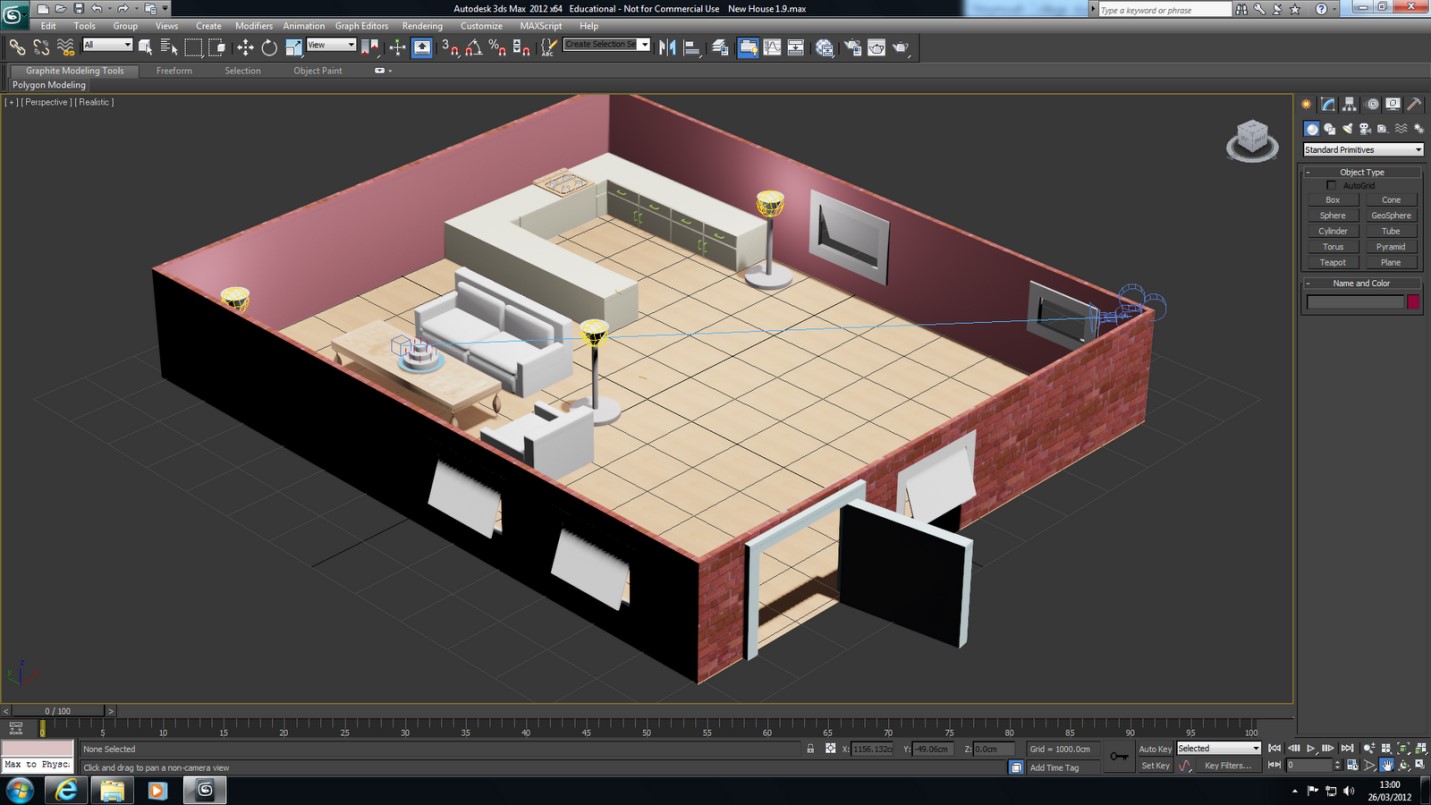 Autodesk 3ds Max 2012 x64 Educational - Not for Commercial Use New House 1.9.max
Type a keyword or phrase
Edit Tools Group Views Create Modifiers Animation Graph Editors Rendering Customize MAXScript Help
All View 3 Create Selection Se
Graphite Modeling Tools Freeform Selection Object Paint
Polygon Modeling
[ + ] [ Perspective ] [ Realistic ]
Standard Primitives
- Object Type
AutoGrid
Box Cone
Sphere GeoSphere
Cylinder Tube
Torus Pyramid
Teapot Plane
- Name and Color
< 0 / 100 >
0 5 10 15 20 25 30 35 40 45 50 55 60 65 70 75 80 85 90 95 100
None Selected X: 1156.132c Y: -49.06cm Z: 0.0cm Grid = 1000.0cm Auto Key Selected
Max to Physc. Click and drag to pan a non-camera view Add Time Tag Set Key Key Filters... 0
13:00
26/03/2012